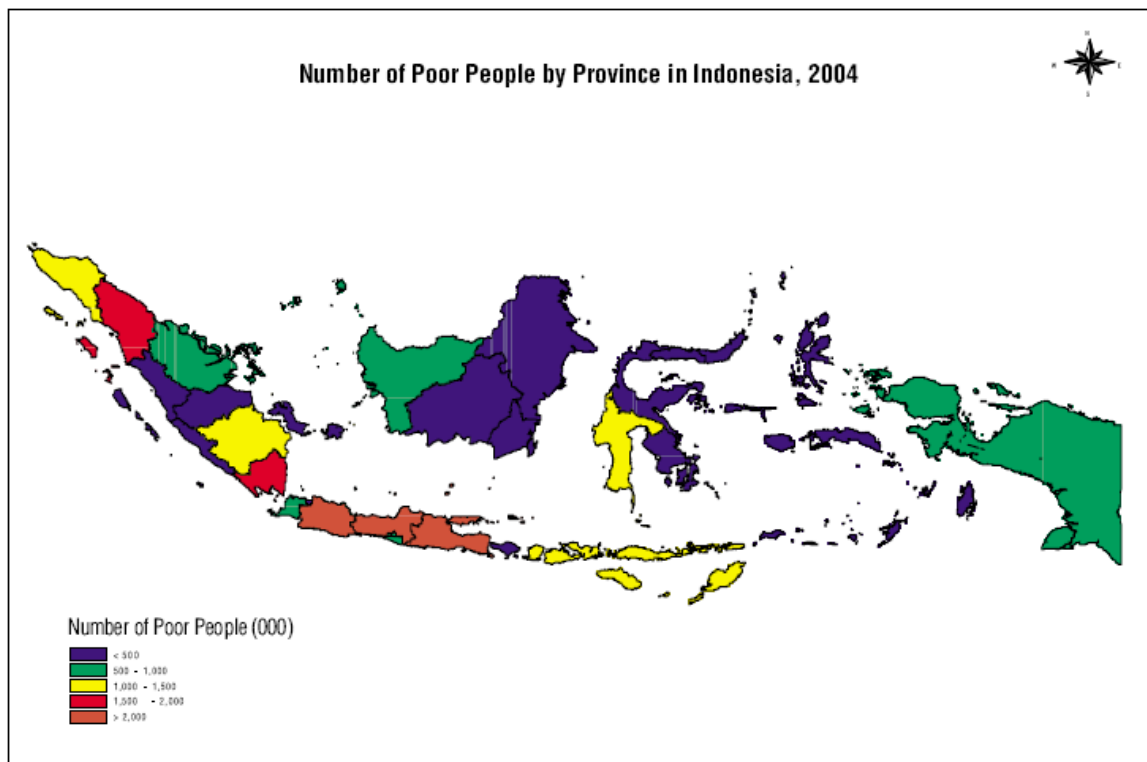 Number of Poor People by Province in Indonesia, 2004
N
W
E
S
Number of Poor People (000)
< 500
500 - 1,000
1,000 - 1,500
1,500 - 2,000
> 2,000